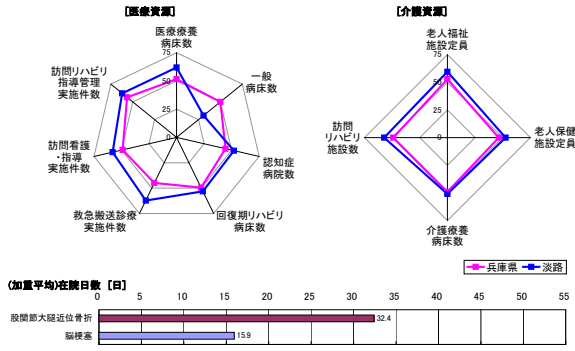 [医療資源]
医療療養
病床数
75
50
25
0
一般
病床数
認知症
病院数
回復期リハビリ
病床数
救急搬送診療
実施件数
訪問看護
・指導
実施件数
訪問リハビリ
指導管理
実施件数
[介護資源]
老人福祉
施設定員
75
50
25
0
老人保健
施設定員
介護療養
病床数
訪問
リハビリ
施設数
兵庫県 淡路
(加重平均)在院日数 [日]
0 5 10 15 20 25 30 35 40 45 50 55
股関節大腿近位骨折 32.4
脳梗塞 15.9